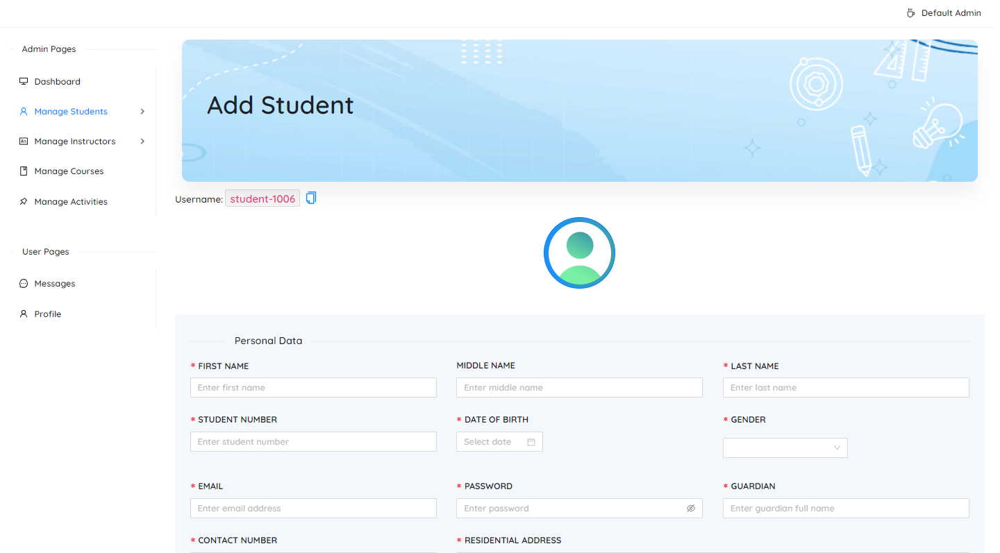 Default Admin
Admin Pages
Dashboard
Manage Students
Manage Instructors
Manage Courses
Manage Activities
User Pages
Messages
Profile
Add Student
Username: student-1006
Personal Data
* FIRST NAME
MIDDLE NAME
* LAST NAME
Enter first name
Enter middle name
Enter last name
* STUDENT NUMBER
* DATE OF BIRTH
* GENDER
Enter student number
Select date
* EMAIL
* PASSWORD
* GUARDIAN
Enter email address
Enter password
Enter guardian full name
* CONTACT NUMBER
* RESIDENTIAL ADDRESS